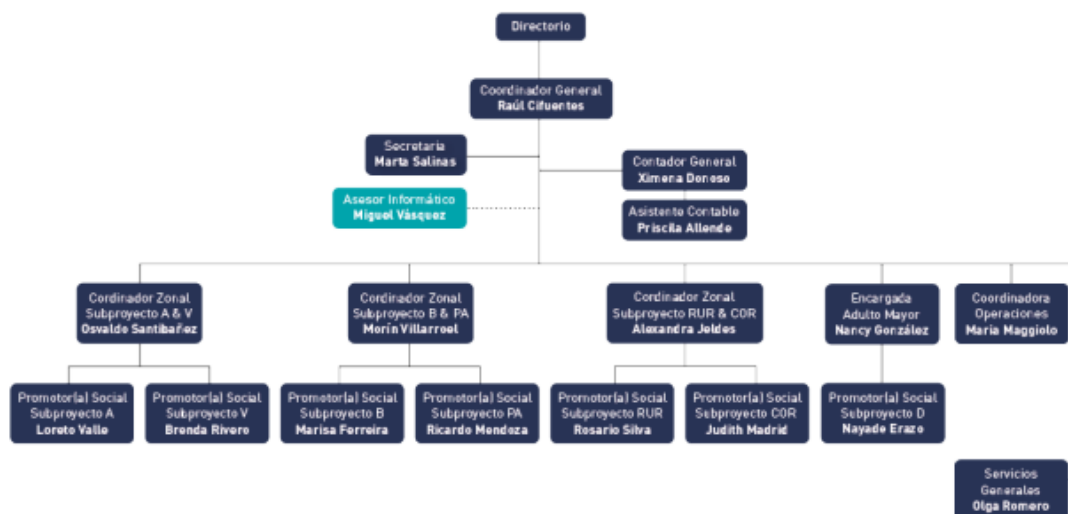 Directorio
Coordinador General
Raúl Cifuentes
Secretaria
Marta Salinas
Contador General
Ximena Donoso
Asesor Informático
Miguel Vásquez
Asistente Contable
Priscila Allende
Cordinador Zonal
Subproyecto A & V
Osvaldo Santibañez
Cordinador Zonal
Subproyecto B & PA
Morín Villarroel
Cordinador Zonal
Subproyecto RUR & COR
Alexandra Jeldes
Encargada
Adulto Mayor
Nancy González
Coordinadora
Operaciones
María Maggiolo
Promotor(a) Social
Subproyecto A
Loreto Valle
Promotor(a) Social
Subproyecto V
Brenda Rivero
Promotor(a) Social
Subproyecto B
Marisa Ferreira
Promotor(a) Social
Subproyecto PA
Ricardo Mendoza
Promotor(a) Social
Subproyecto RUR
Rosario Silva
Promotor(a) Social
Subproyecto COR
Judith Madrid
Promotor(a) Social
Subproyecto D
Nayade Erazo
Servicios
Generales
Olga Romero